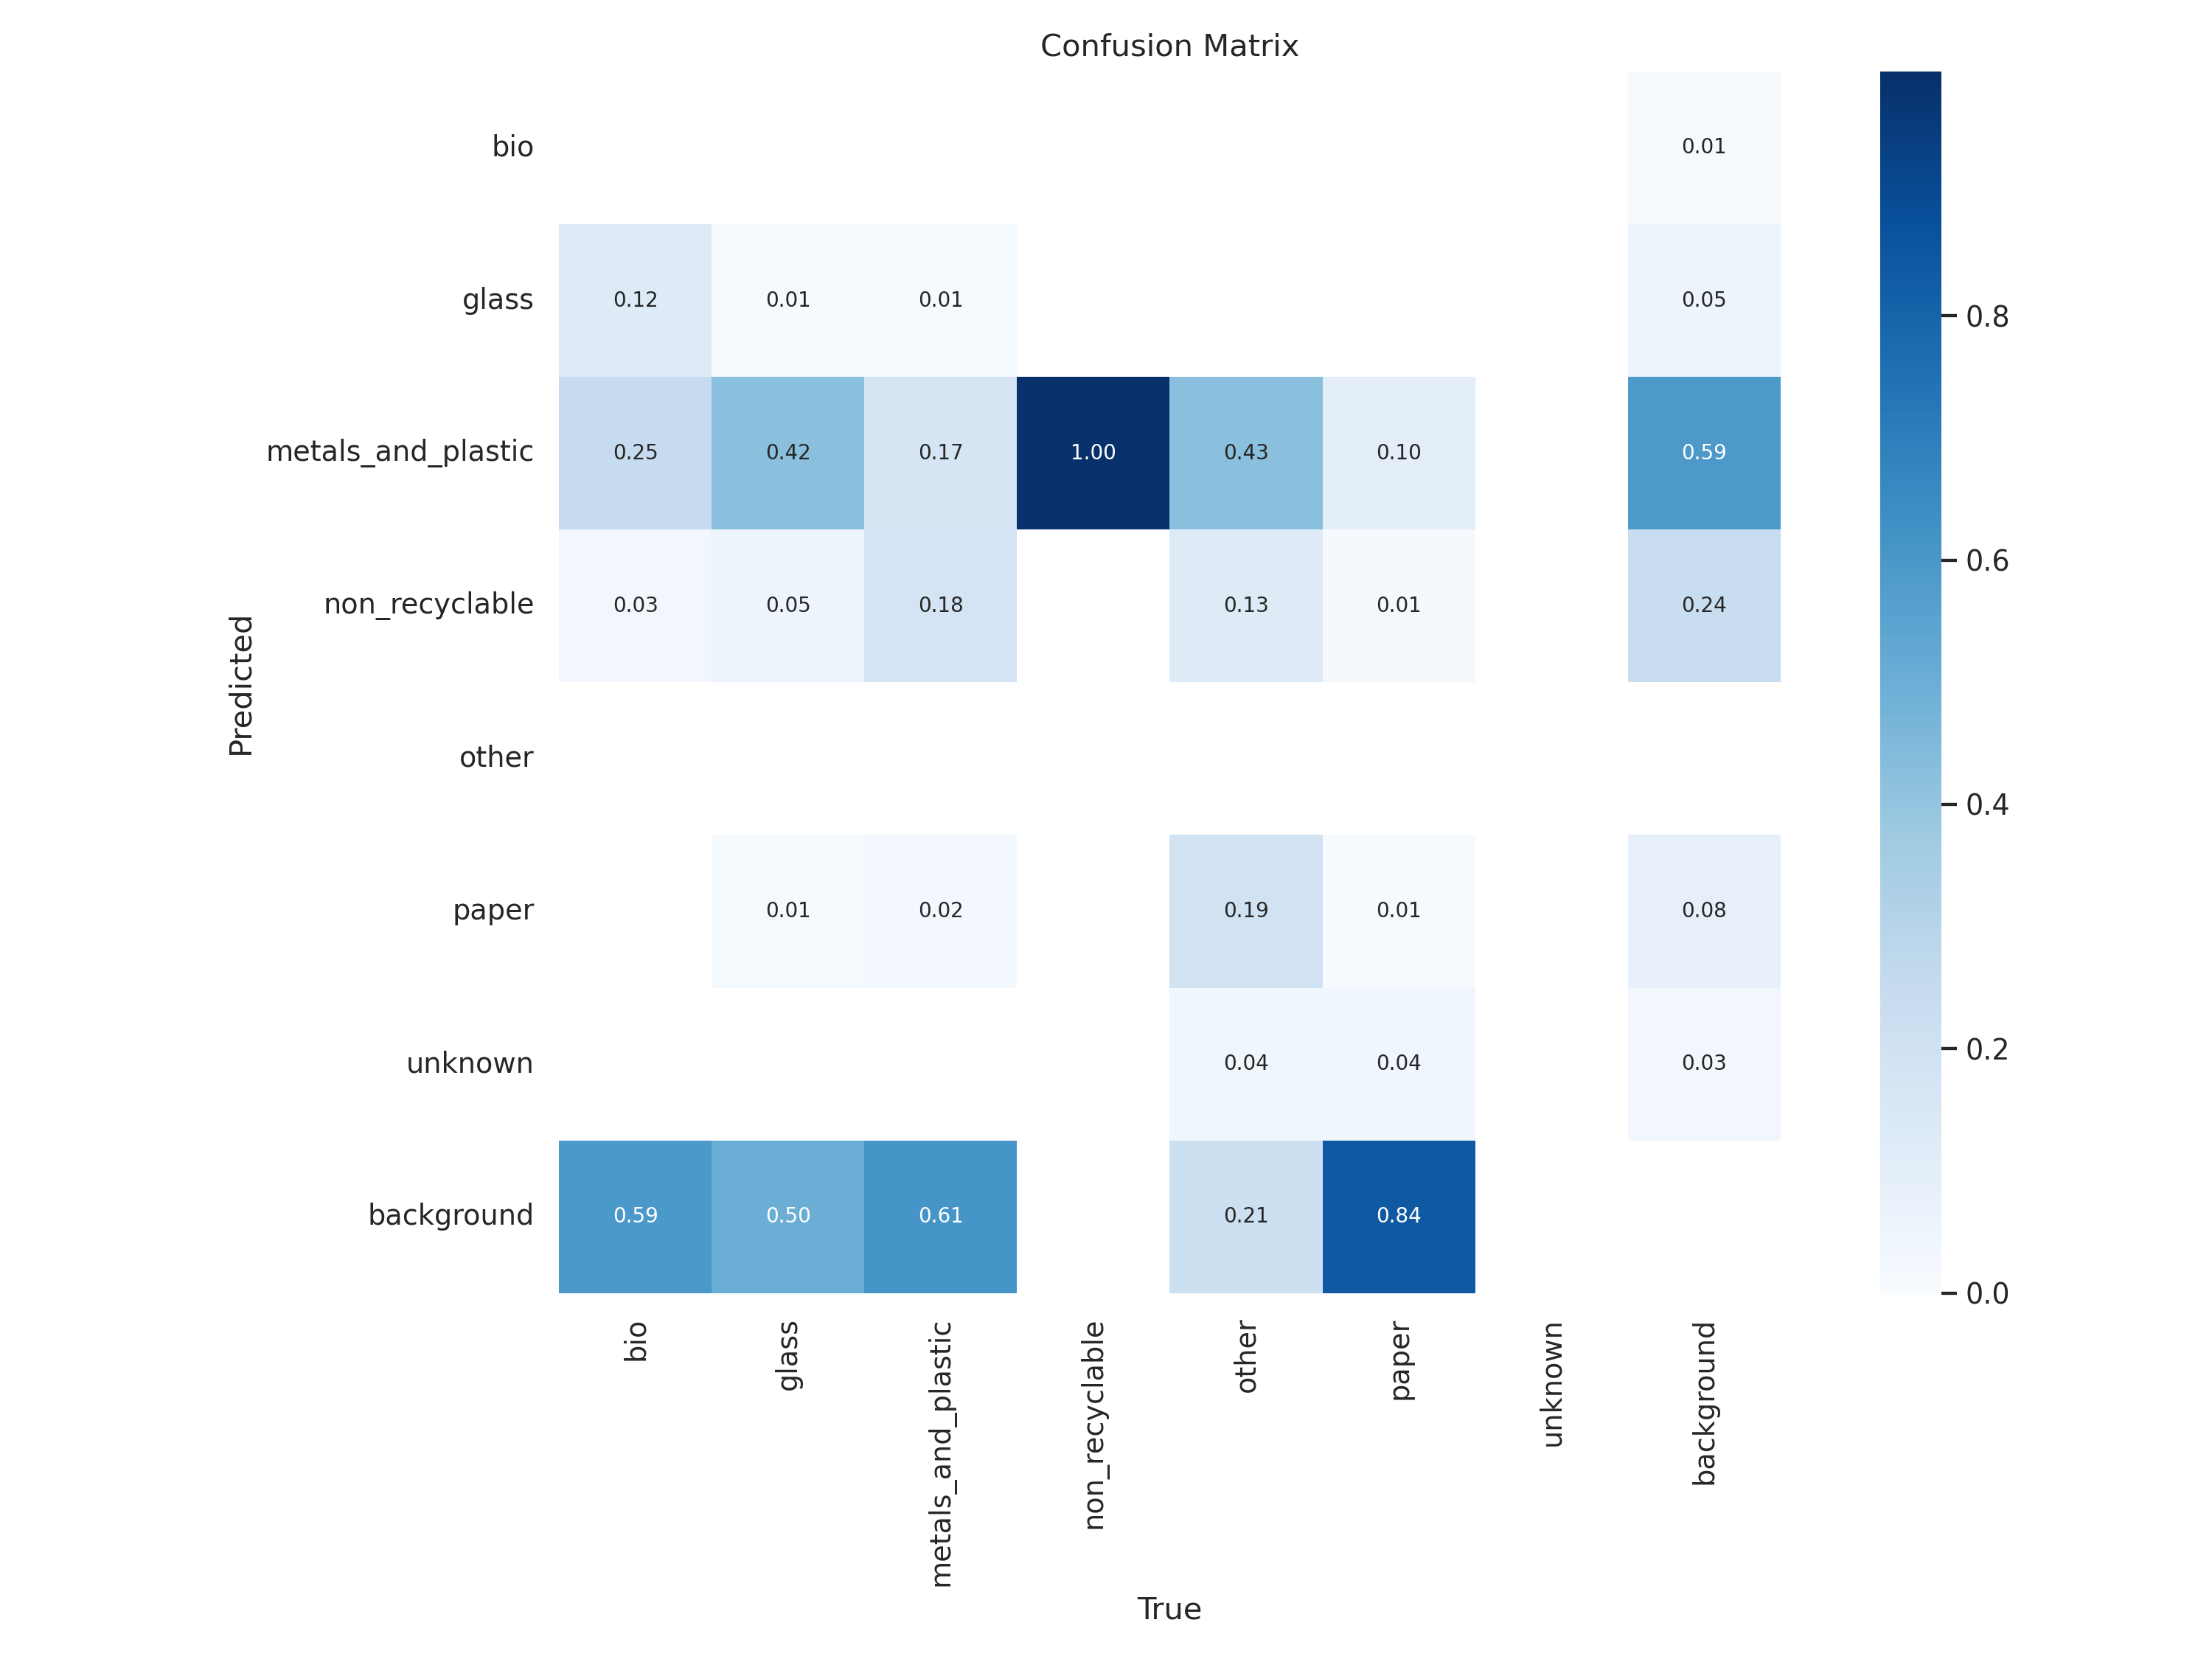 Confusion Matrix
bio 0.01
glass 0.12 0.01 0.01 0.05
metals_and_plastic 0.25 0.42 0.17 1.00 0.43 0.10 0.59
non_recyclable 0.03 0.05 0.18 0.13 0.01 0.24
other
paper 0.01 0.02 0.19 0.01 0.08
unknown 0.04 0.04 0.03
background 0.59 0.50 0.61 0.21 0.84
Predicted
bio
glass
metals_and_plastic
non_recyclable
other
paper
unknown
background
True
0.8
0.6
0.4
0.2
0.0